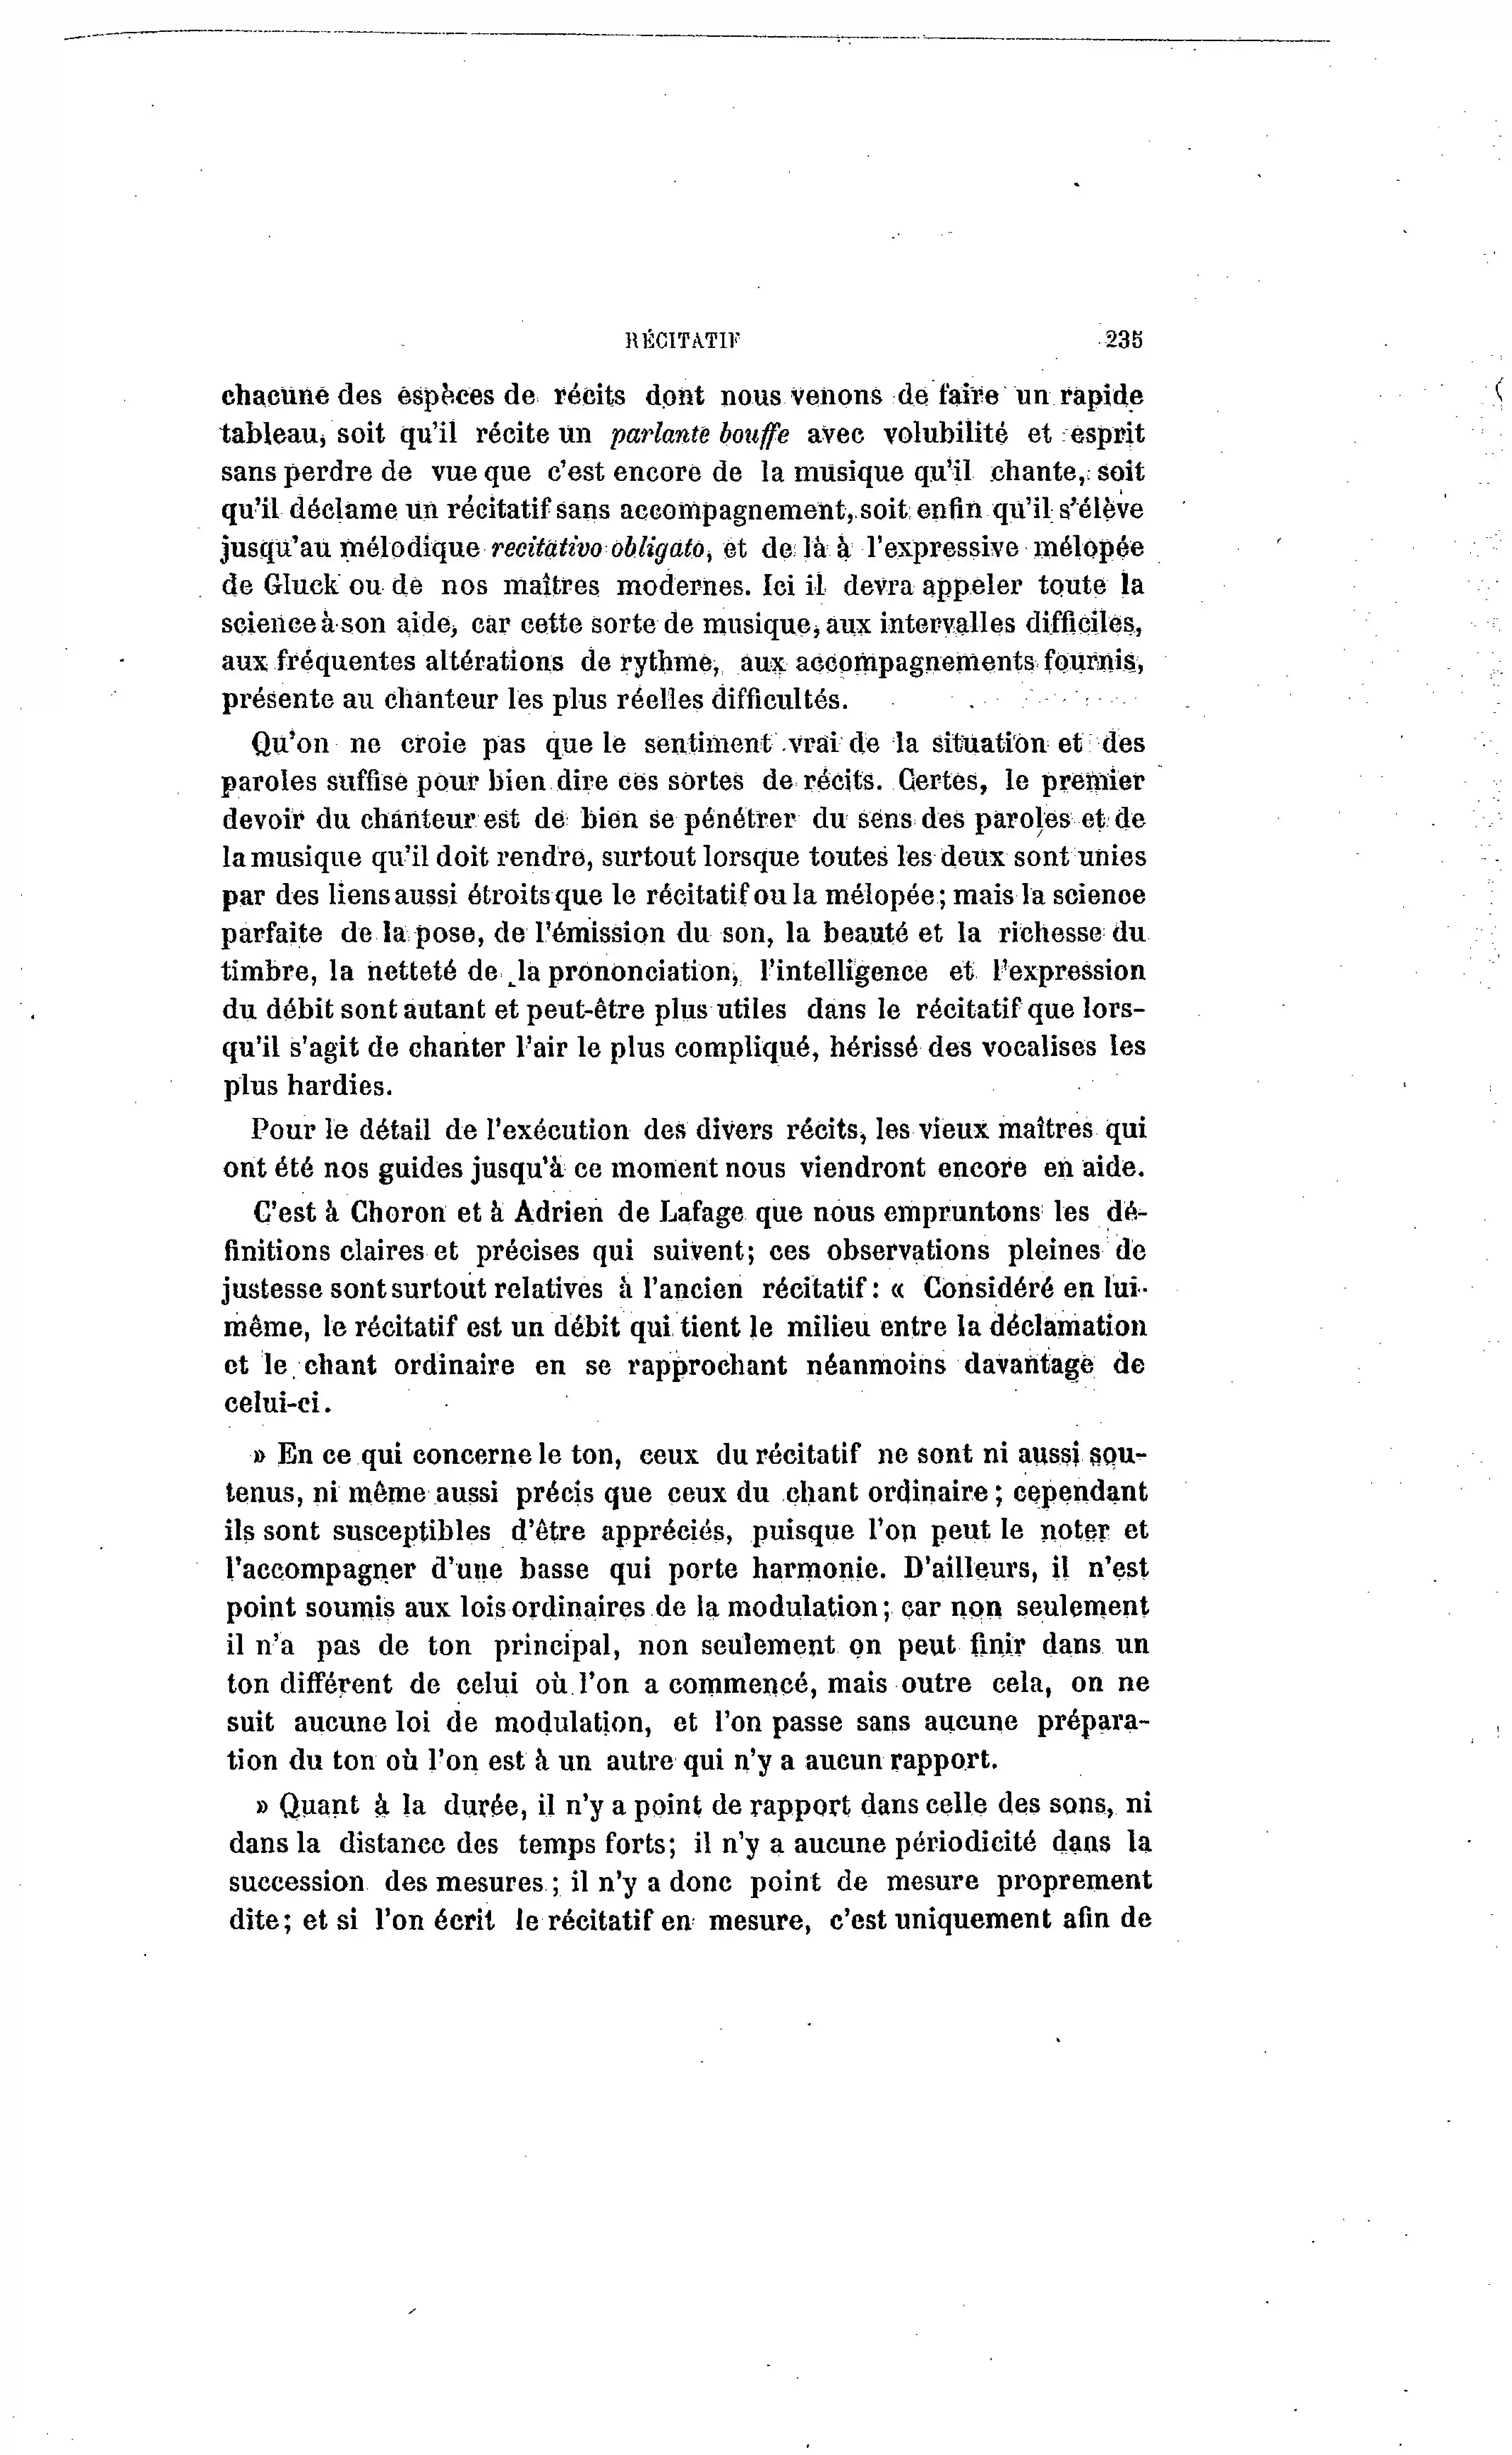 RÉCITATIF 235
chacune des espèces de récits dont nous venons de faire un rapide
tableau, soit qu'il récite un parlante bouffe avec volubilité et esprit
sans perdre de vue que c'est encore de la musique qu'il chante, soit
qu'il déclame un récitatif sans accompagnement, soit enfin qu'il s'élève
jusqu'au mélodique recitativo obligato, et de là à l'expressive mélopée
de Gluck ou de nos maîtres modernes. Ici il devra appeler toute la
science à son aide, car cette sorte de musique, aux intervalles difficiles,
aux fréquentes altérations de rythme, aux accompagnements fournis,
présente au chanteur les plus réelles difficultés.
Qu'on ne croie pas que le sentiment vrai de la situation et des
paroles suffise pour bien dire ces sortes de récits. Certes, le premier
devoir du chanteur est de bien se pénétrer du sens des paroles et de
la musique qu'il doit rendre, surtout lorsque toutes les deux sont unies
par des liens aussi étroits que le récitatif ou la mélopée; mais la science
parfaite de la pose, de l'émission du son, la beauté et la richesse du
timbre, la netteté de la prononciation, l'intelligence et l'expression
du débit sont autant et peut-être plus utiles dans le récitatif que lors-
qu'il s'agit de chanter l'air le plus compliqué, hérissé des vocalises les
plus hardies.
Pour le détail de l'exécution des divers récits, les vieux maîtres qui
ont été nos guides jusqu'à ce moment nous viendront encore en aide.
C'est à Choron et à Adrien de Lafage que nous empruntons les dé-
finitions claires et précises qui suivent; ces observations pleines de
justesse sont surtout relatives à l'ancien récitatif : « Considéré en lui-
même, le récitatif est un débit qui tient le milieu entre la déclamation
et le chant ordinaire en se rapprochant néanmoins davantage de
celui-ci.
» En ce qui concerne le ton, ceux du récitatif ne sont ni aussi sou-
tenus, ni même aussi précis que ceux du chant ordinaire ; cependant
ils sont susceptibles d'être appréciés, puisque l'on peut le noter et
l'accompagner d'une basse qui porte harmonie. D'ailleurs, il n'est
point soumis aux lois ordinaires de la modulation ; car non seulement
il n'a pas de ton principal, non seulement on peut finir dans un
ton différent de celui où l'on a commencé, mais outre cela, on ne
suit aucune loi de modulation, et l'on passe sans aucune prépara-
tion du ton où l'on est à un autre qui n'y a aucun rapport.
» Quant à la durée, il n'y a point de rapport dans celle des sons, ni
dans la distance des temps forts; il n'y a aucune périodicité dans la
succession des mesures ; il n'y a donc point de mesure proprement
dite; et si l'on écrit le récitatif en mesure, c'est uniquement afin de